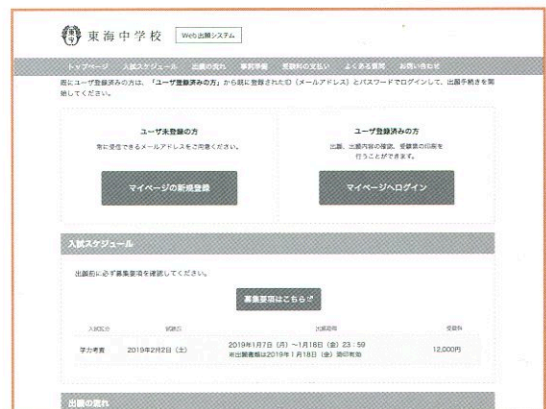 東海中学校 Web出願システム
トップページ 入試スケジュール 出願の流れ 事前準備 受験料の支払い よくある質問 お問い合わせ
既にユーザ登録済みの方は、「ユーザ登録済みの方」から既に登録されたID（メールアドレス）とパスワードでログインして、出願手続きを開
始してください。
ユーザ未登録の方
常に受信できるメールアドレスをご用意ください。
マイページの新規登録
ユーザ登録済みの方
出願、出願内容の確認、受験票の印刷を
行うことができます。
マイページへログイン
入試スケジュール
出願前に必ず募集要項を確認してください。
募集要項はこちら
入試区分 試験日 出願期間 受験料
学力考査 2019年2月2日（土） 2019年1月7日（月）～1月16日（金）23：59 12,000円
※出願書類は2019年1月18日（金）消印有効
出願の流れ